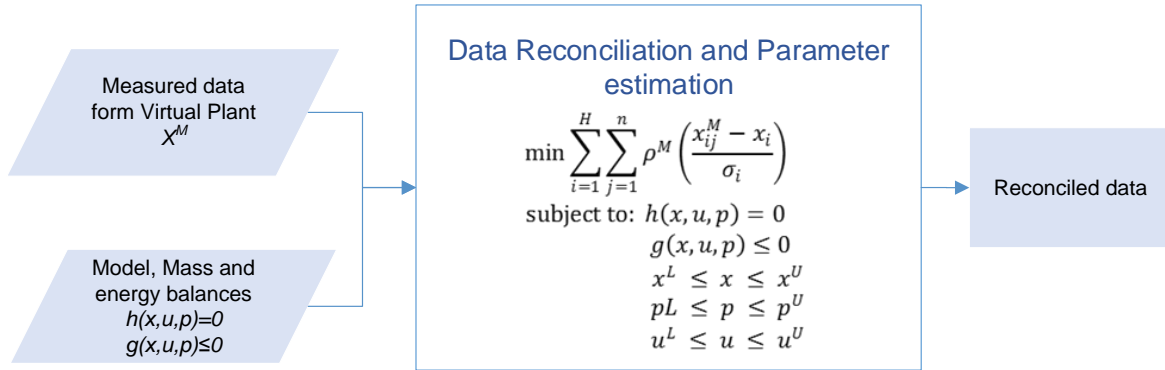 Measured data
form Virtual Plant
X^M
Model, Mass and
energy balances
h(x,u,p)=0
g(x,u,p)≤0
Data Reconciliation and Parameter
estimation
min ∑_{i=1}^{H} ∑_{j=1}^{n} ρ^M ((x_{ij}^M − x_i)/σ_i)
subject to: h(x, u, p) = 0
g(x, u, p) ≤ 0
x^L ≤ x ≤ x^U
pL ≤ p ≤ p^U
u^L ≤ u ≤ u^U
Reconciled data